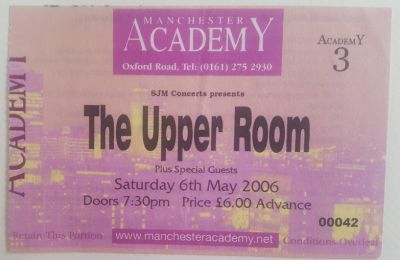 MANCHESTER
ACADEMY
Oxford Road, Tel: (0161) 275 2930
ACADEMY
3
SJM Concerts presents
The Upper Room
Plus Special Guests
Saturday 6th May 2006
Doors 7:30pm Price £6.00 Advance
00042
Retain This Portion
www.manchesteracademy.net
Conditions Overleaf
ACADEMY